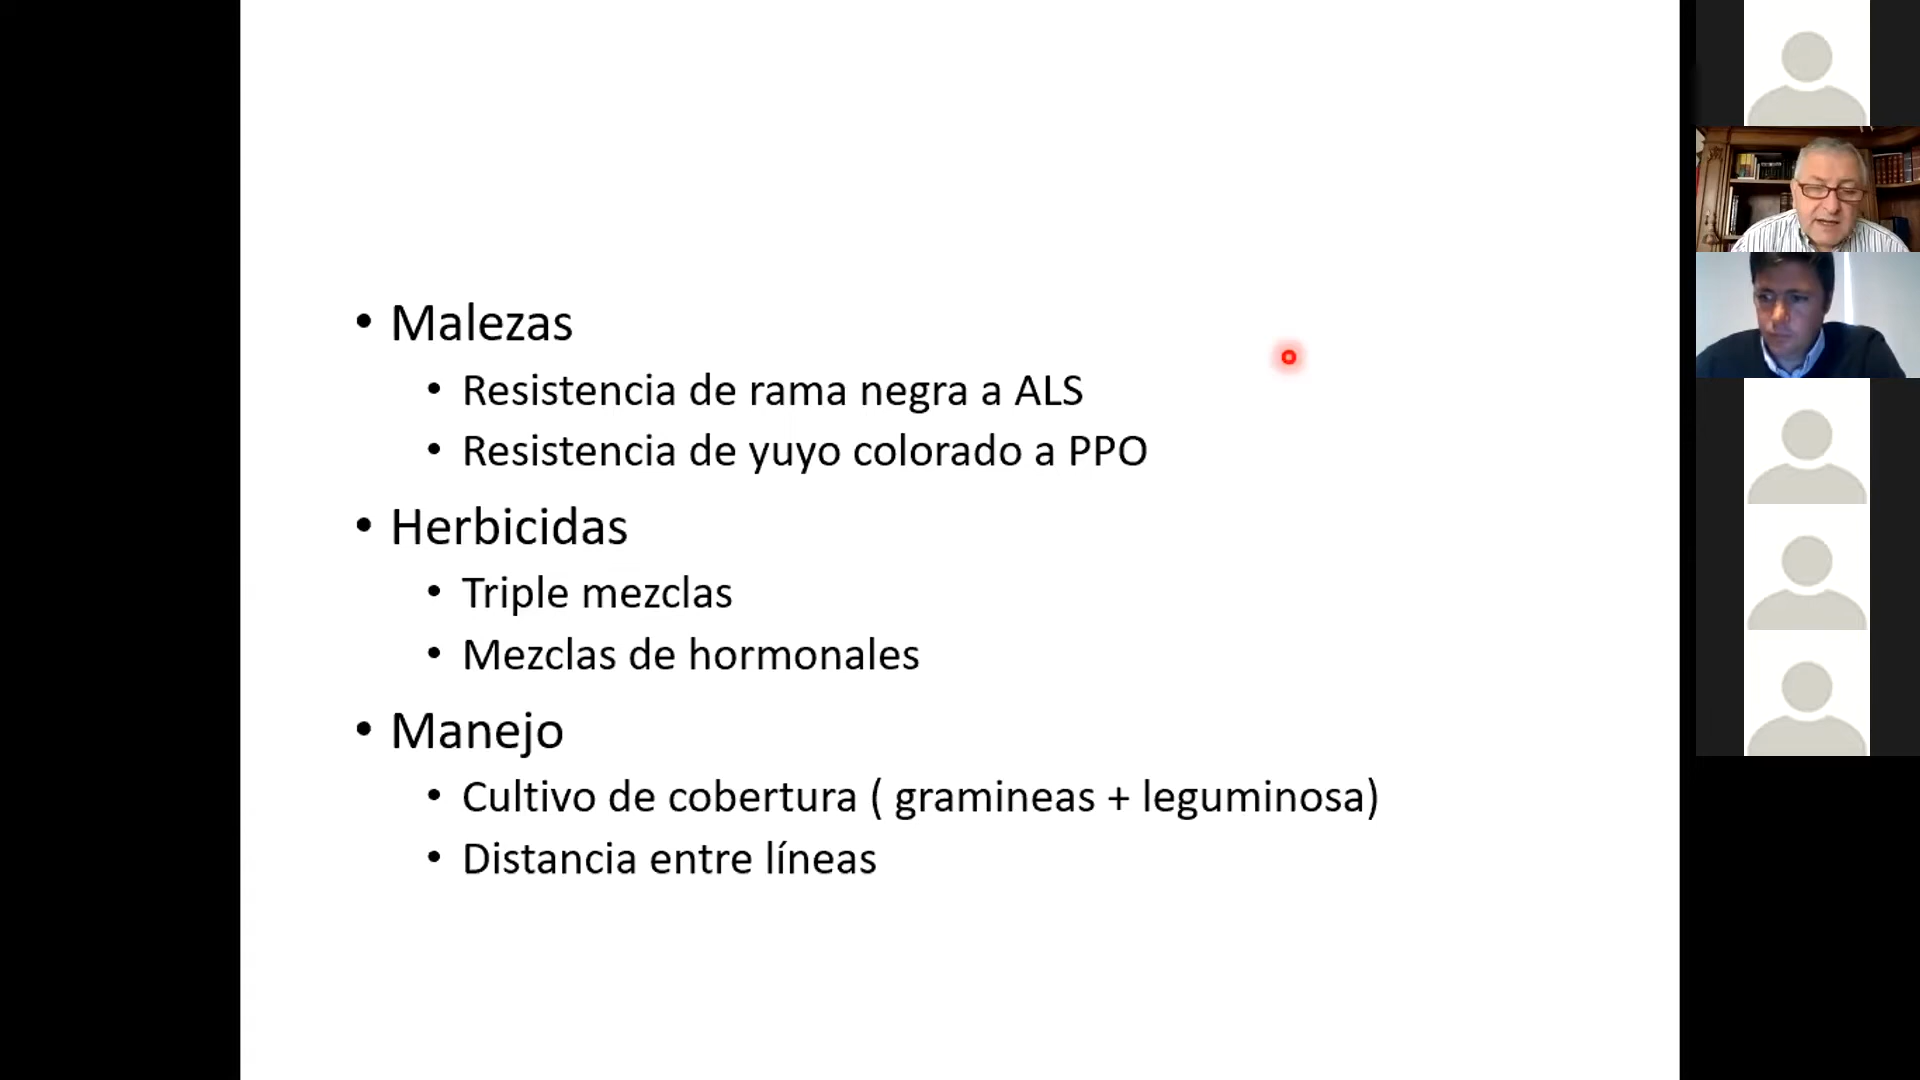 • Malezas
• Resistencia de rama negra a ALS
• Resistencia de yuyo colorado a PPO
• Herbicidas
• Triple mezclas
• Mezclas de hormonales
• Manejo
• Cultivo de cobertura ( gramineas + leguminosa)
• Distancia entre líneas